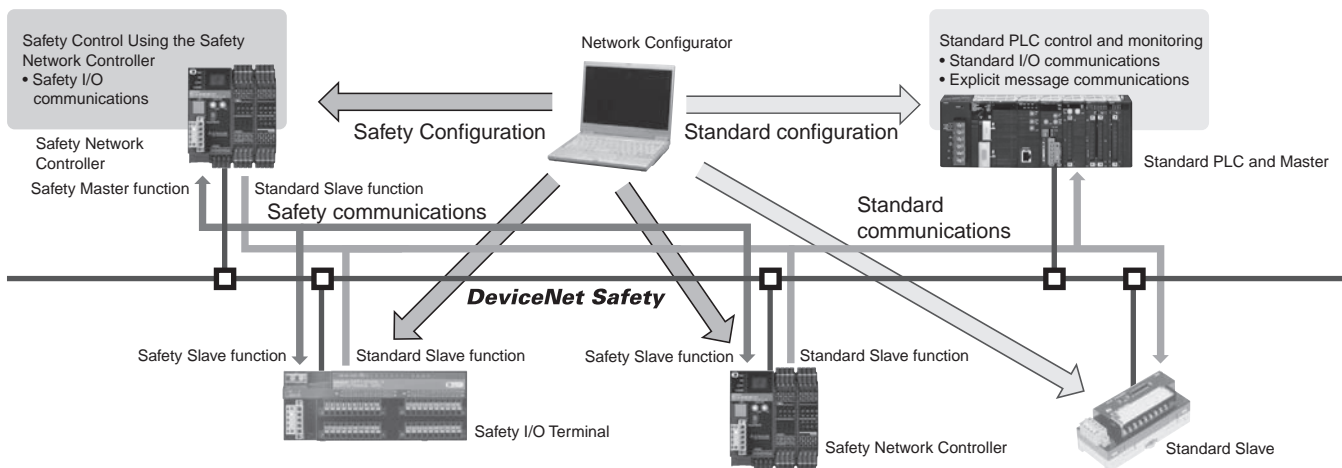 Safety Control Using the Safety
Network Controller
• Safety I/O
communications
Network Configurator
Standard PLC control and monitoring
• Standard I/O communications
• Explicit message communications
Safety Configuration
Standard configuration
Safety Network
Controller
Standard PLC and Master
Safety Master function
Standard Slave function
Safety communications
Standard
communications
DeviceNet Safety
Safety Slave function
Standard Slave function
Safety Slave function
Standard Slave function
Safety I/O Terminal
Safety Network Controller
Standard Slave